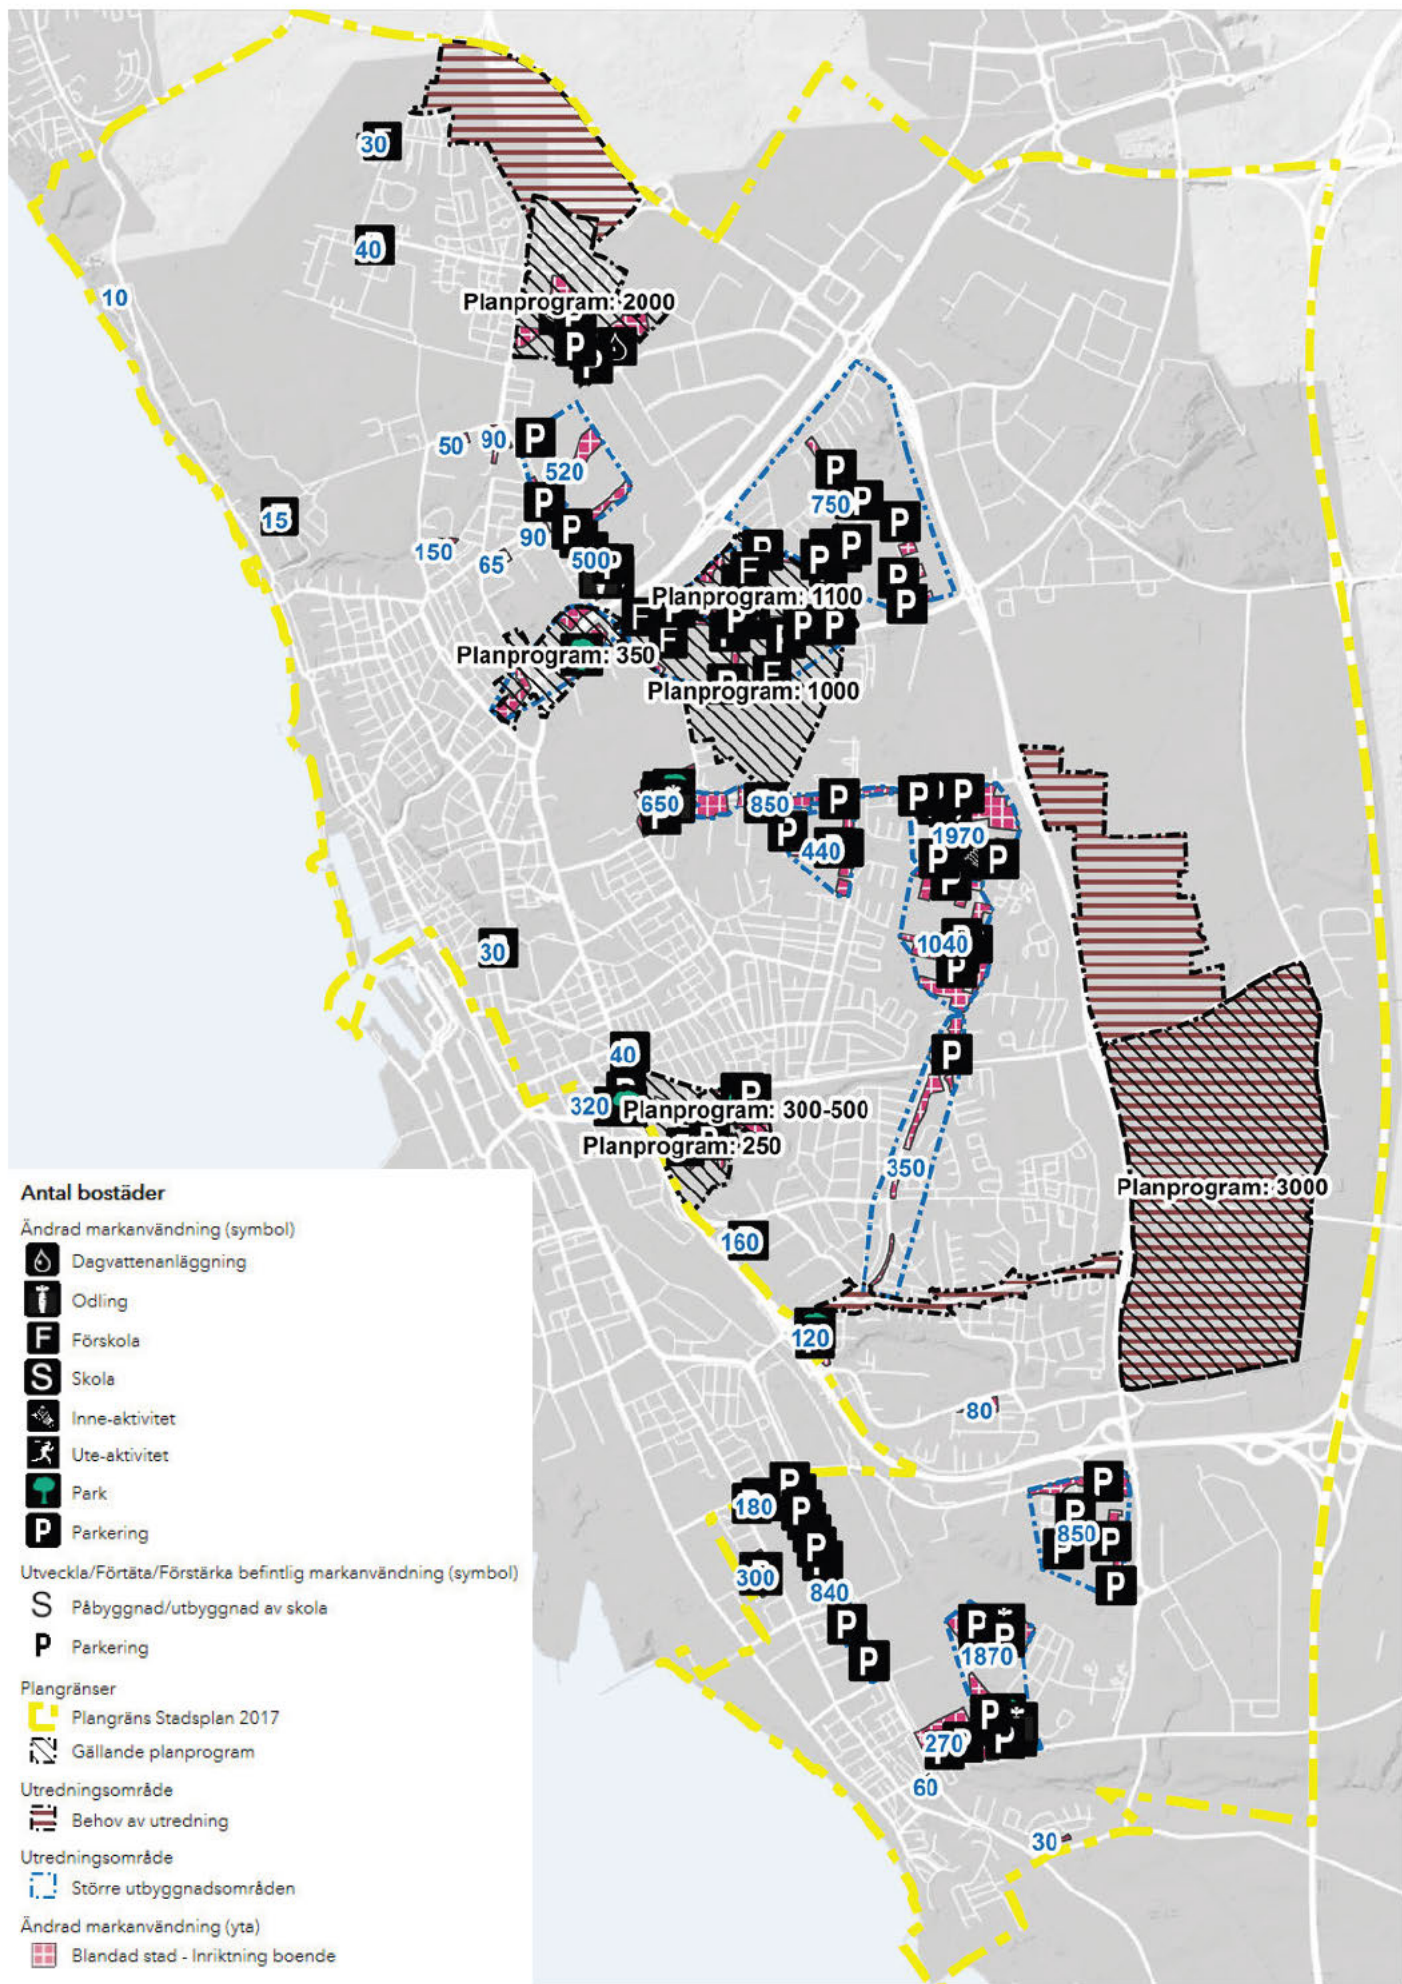 30
40
10
Planprogram: 2000
P
P
P
50
90
P
520
P
P
750
P
15
P
P
90
P
150
65
500
P
P
P
P
F
P
P
Planprogram: 1100
F
P
P
P
F
Planprogram: 350
F
P
Planprogram: 1000
650
P
850
P
P
P
P
P
440
1970
P
P
P
30
1040
P
P
40
P
P
320
Planprogram: 300-500
Planprogram: 250
350
Planprogram: 3000
160
120
80
P
180
P
P
P
850
P
P
P
300
840
P
P
P
P
P
1870
P
270
P
P
60
30
Antal bostäder
Ändrad markanvändning (symbol)
Dagvattenanläggning
Odling
F Förskola
S Skola
Inne-aktivitet
Ute-aktivitet
Park
P Parkering
Utveckla/Förtäta/Förstärka befintlig markanvändning (symbol)
S Påbyggnad/utbyggnad av skola
P Parkering
Plangränser
Plangräns Stadsplan 2017
Gällande planprogram
Utredningsområde
Behov av utredning
Utredningsområde
Större utbyggnadsområden
Ändrad markanvändning (yta)
Blandad stad - Inriktning boende